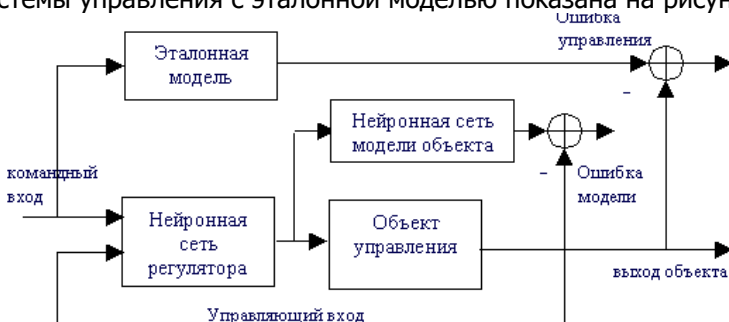 стемы управления с эталонной моделью показана на рисун
Ошибка
управления
Эталонная
модель
–
Нейронная сеть
модели объекта
командный
вход
–
Ошибка
модели
Нейронная
сеть
регулятора
Объект
управления
выход объекта
Управляющий вход